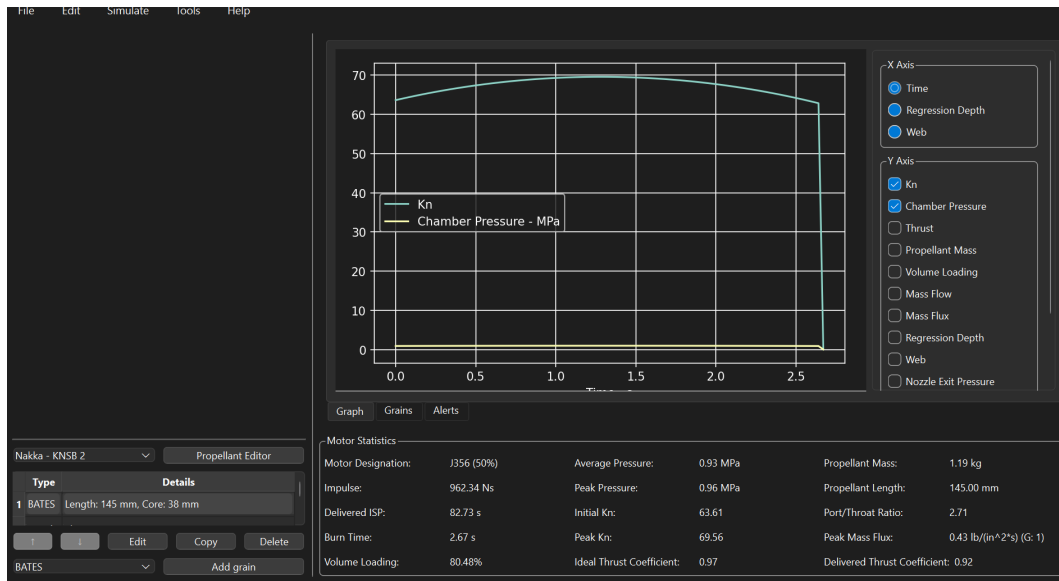 File Edit Simulate Tools Help
70
60
50
40
30
20
10
0
Kn
Chamber Pressure - MPa
0.0 0.5 1.0 1.5 2.0 2.5
X Axis
Time
Regression Depth
Web
Y Axis
Kn
Chamber Pressure
Thrust
Propellant Mass
Volume Loading
Mass Flow
Mass Flux
Regression Depth
Web
Nozzle Exit Pressure
Graph Grains Alerts
Nakka - KNSB 2 Propellant Editor
Type Details
1 BATES Length: 145 mm, Core: 38 mm
↑ ↓ Edit Copy Delete
BATES Add grain
Motor Statistics
Motor Designation: J356 (50%) Average Pressure: 0.93 MPa Propellant Mass: 1.19 kg
Impulse: 962.34 Ns Peak Pressure: 0.96 MPa Propellant Length: 145.00 mm
Delivered ISP: 82.73 s Initial Kn: 63.61 Port/Throat Ratio: 2.71
Burn Time: 2.67 s Peak Kn: 69.56 Peak Mass Flux: 0.43 lb/(in^2*s) (G: 1)
Volume Loading: 80.48% Ideal Thrust Coefficient: 0.97 Delivered Thrust Coefficient: 0.92